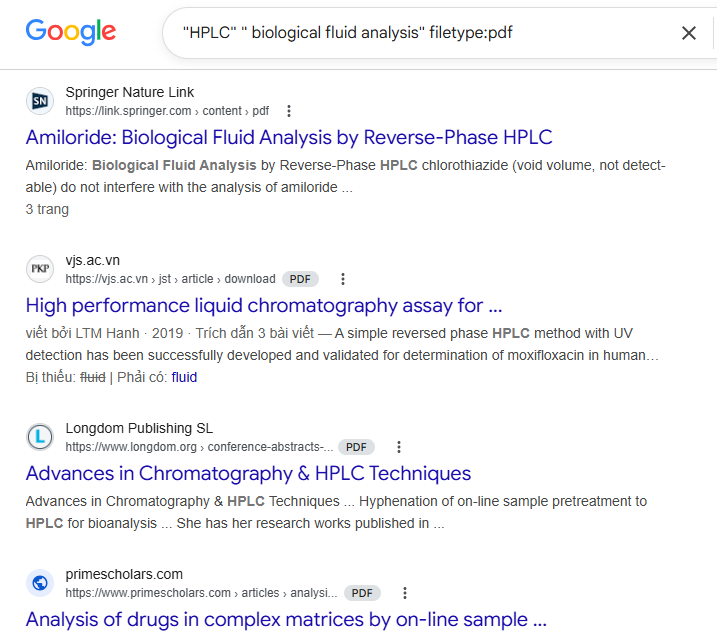 Google
"HPLC" " biological fluid analysis" filetype:pdf
SN
Springer Nature Link
https://link.springer.com › content › pdf
Amiloride: Biological Fluid Analysis by Reverse-Phase HPLC
Amiloride: Biological Fluid Analysis by Reverse-Phase HPLC chlorothiazide (void volume, not detect-
able) do not interfere with the analysis of amiloride ...
3 trang
PKP
vjs.ac.vn
https://vjs.ac.vn › jst › article › download PDF
High performance liquid chromatography assay for ...
viết bởi LTM Hanh · 2019 · Trích dẫn 3 bài viết — A simple reversed phase HPLC method with UV
detection has been successfully developed and validated for determination of moxifloxacin in human...
Bị thiếu: fluid | Phải có: fluid
L
Longdom Publishing SL
https://www.longdom.org › conference-abstracts-... PDF
Advances in Chromatography & HPLC Techniques
Advances in Chromatography & HPLC Techniques ... Hyphenation of on-line sample pretreatment to
HPLC for bioanalysis ... She has her research works published in ...
primescholars.com
https://www.primescholars.com › articles › analysi... PDF
Analysis of drugs in complex matrices by on-line sample ...